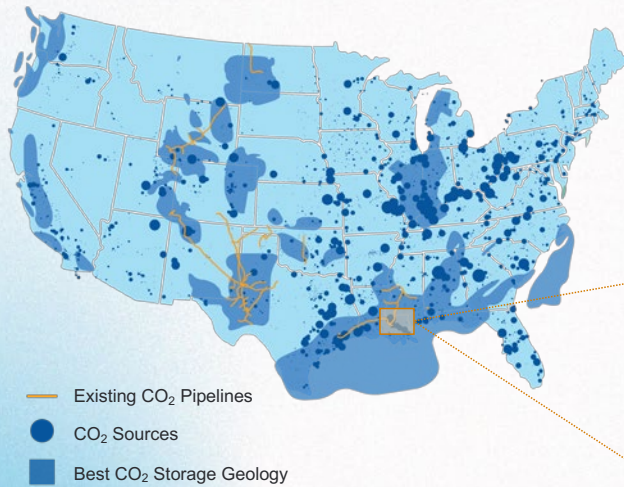 Existing CO₂ Pipelines
CO₂ Sources
Best CO₂ Storage Geology